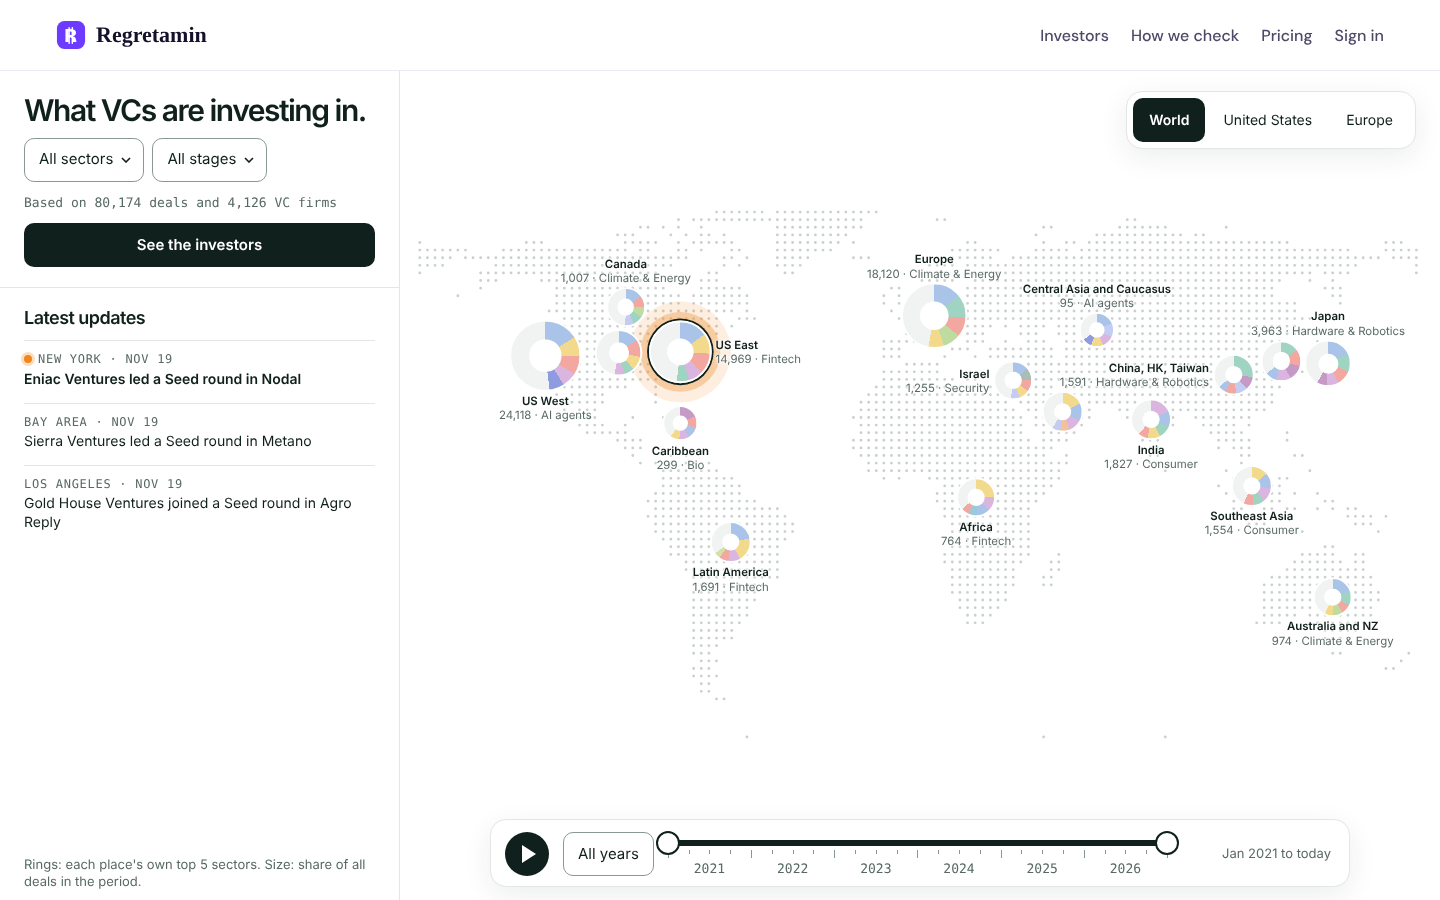 Regretamin
Investors
How we check
Pricing
Sign in
What VCs are investing in.
All sectors
All stages
Based on 80,174 deals and 4,126 VC firms
See the investors
Latest updates
NEW YORK · NOV 19
Eniac Ventures led a Seed round in Nodal
BAY AREA · NOV 19
Sierra Ventures led a Seed round in Metano
LOS ANGELES · NOV 19
Gold House Ventures joined a Seed round in Agro
Reply
Rings: each place's own top 5 sectors. Size: share of all
deals in the period.
World
United States
Europe
Canada
1,007 · Climate & Energy
Europe
18,120 · Climate & Energy
Central Asia and Caucasus
95 · AI agents
Japan
3,963 · Hardware & Robotics
US East
14,969 · Fintech
Israel
1,255 · Security
China, HK, Taiwan
1,591 · Hardware & Robotics
US West
24,118 · AI agents
Caribbean
299 · Bio
India
1,827 · Consumer
Africa
764 · Fintech
Southeast Asia
1,554 · Consumer
Latin America
1,691 · Fintech
Australia and NZ
974 · Climate & Energy
All years
2021
2022
2023
2024
2025
2026
Jan 2021 to today